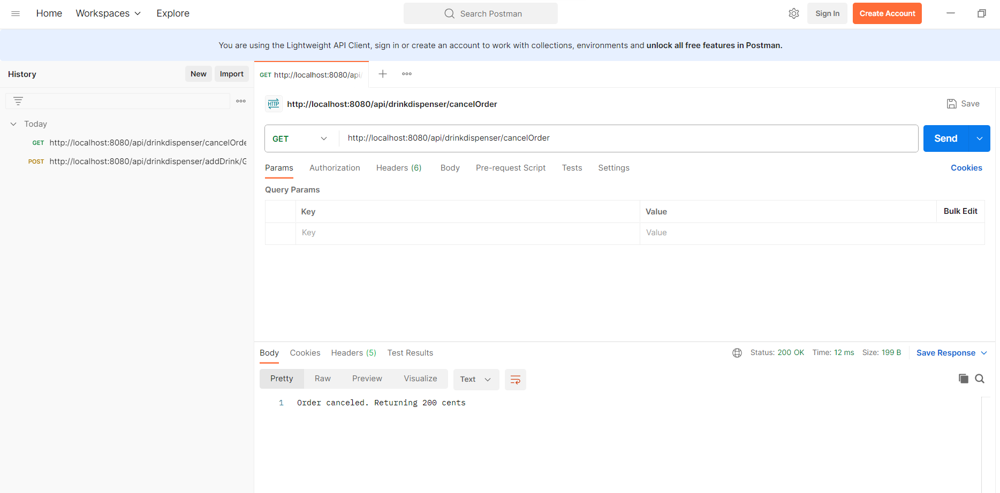 Home Workspaces Explore Search Postman Sign In Create Account
You are using the Lightweight API Client, sign in or create an account to work with collections, environments and unlock all free features in Postman.
History New Import
GET http://localhost:8080/api/
http://localhost:8080/api/drinkdispenser/cancelOrder Save
Today
GET http://localhost:8080/api/drinkdispenser/cancelOrde
POST http://localhost:8080/api/drinkdispenser/addDrink/G
GET http://localhost:8080/api/drinkdispenser/cancelOrder Send
Params Authorization Headers (6) Body Pre-request Script Tests Settings Cookies
Query Params
Key Value Bulk Edit
Key Value
Body Cookies Headers (5) Test Results Status: 200 OK Time: 12 ms Size: 199 B Save Response
Pretty Raw Preview Visualize Text
1 Order canceled. Returning 200 cents
HTTP